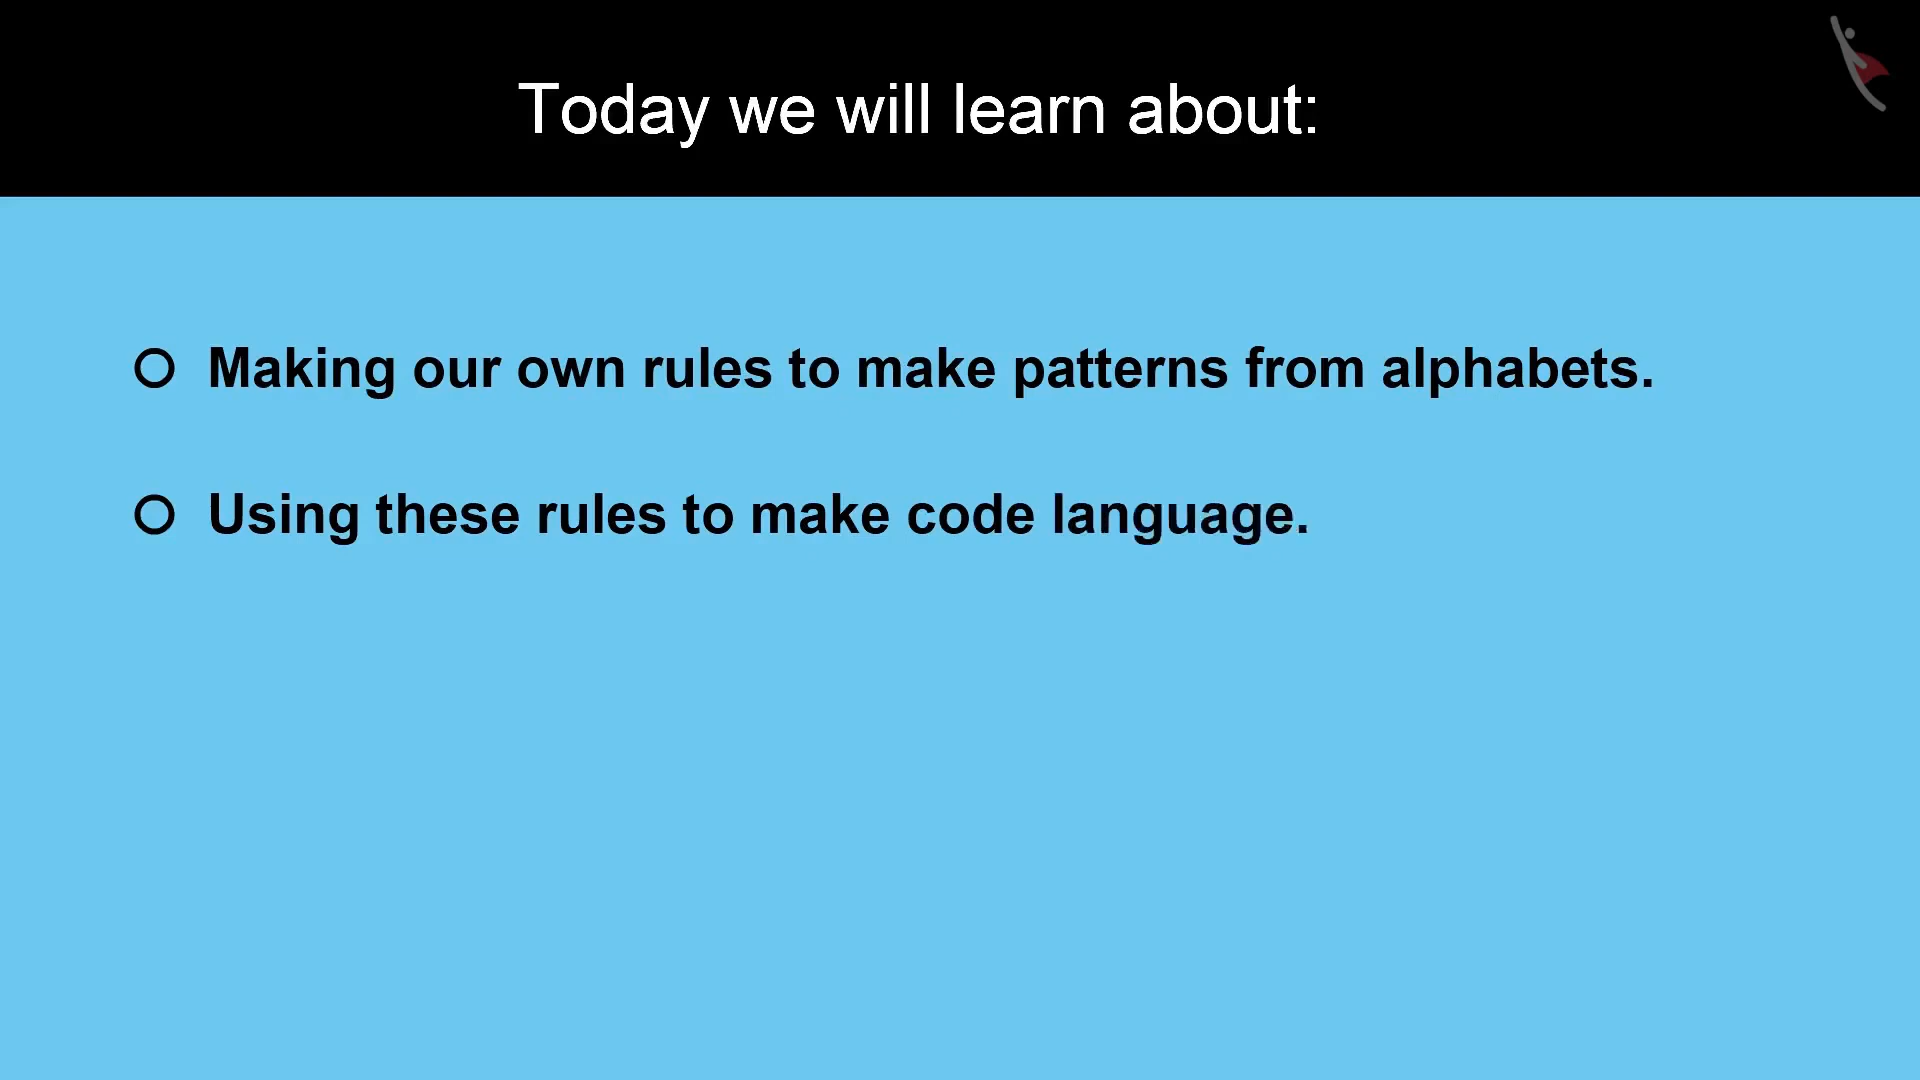 Today we will learn about:
Making our own rules to make patterns from alphabets.
Using these rules to make code language.